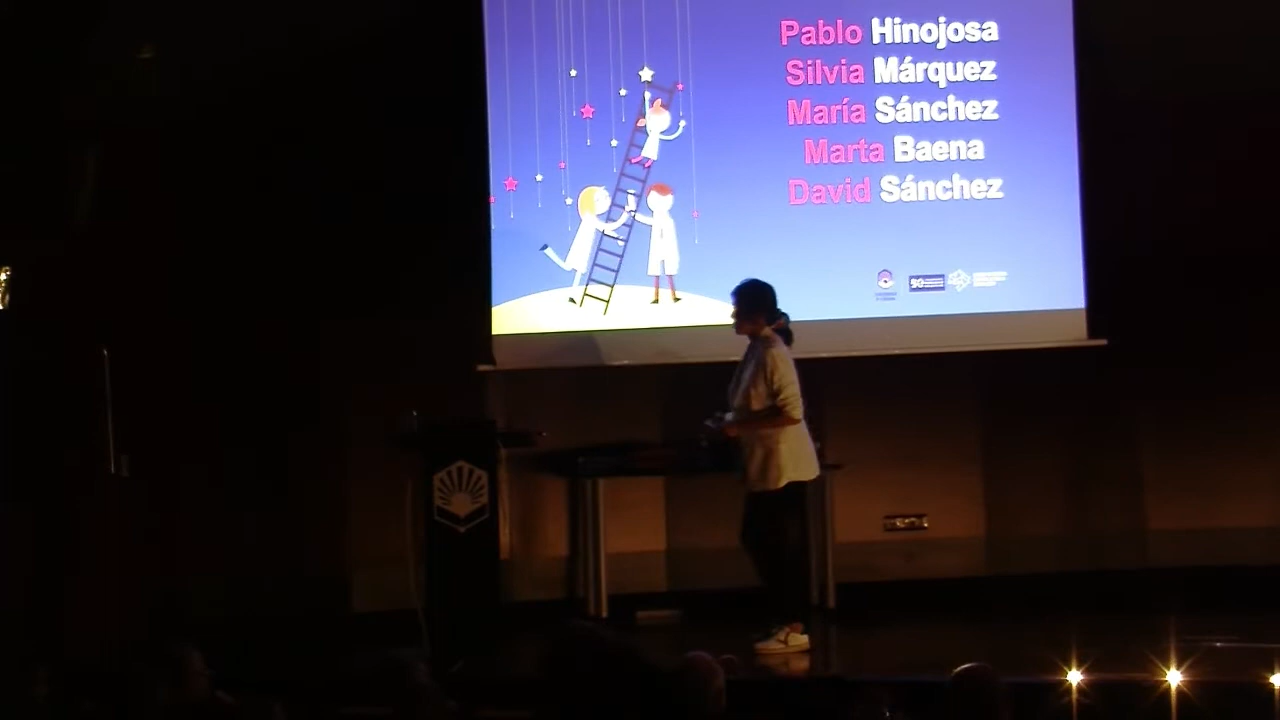 Pablo Hinojosa
Silvia Márquez
María Sánchez
Marta Baena
David Sánchez